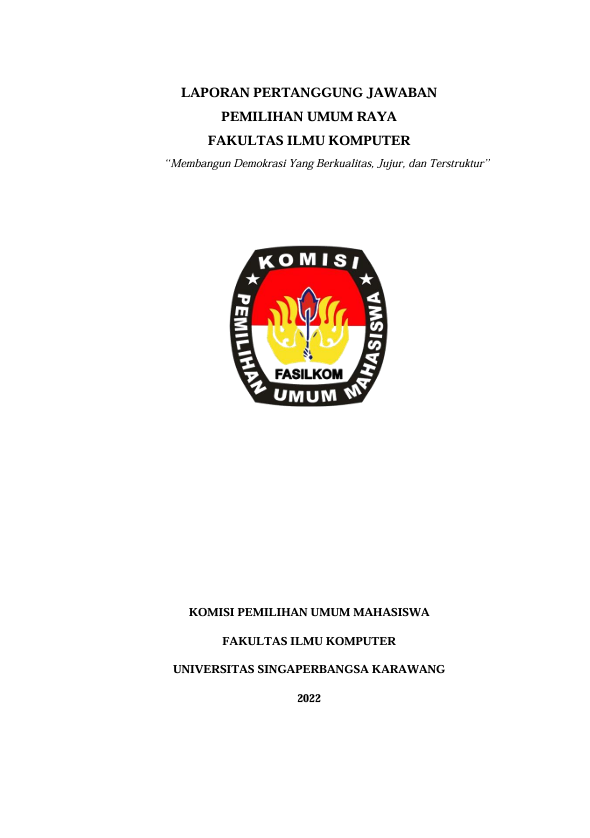 LAPORAN PERTANGGUNG JAWABAN
PEMILIHAN UMUM RAYA
FAKULTAS ILMU KOMPUTER
“Membangun Demokrasi Yang Berkualitas, Jujur, dan Terstruktur”
KOMISI
PEMILIHAN UMUM MAHASISWA
FASILKOM
KOMISI PEMILIHAN UMUM MAHASISWA
FAKULTAS ILMU KOMPUTER
UNIVERSITAS SINGAPERBANGSA KARAWANG
2022